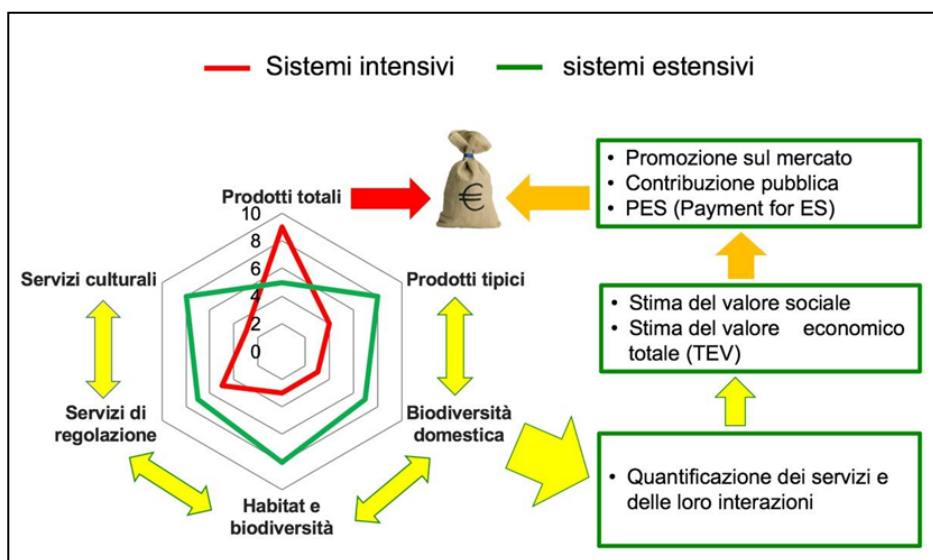 Sistemi intensivi
sistemi estensivi
Prodotti totali
10
8
6
4
2
0
Servizi culturali
Prodotti tipici
Servizi di
regolazione
Biodiversità
domestica
Habitat e
biodiversità
€
• Promozione sul mercato
• Contribuzione pubblica
• PES (Payment for ES)
• Stima del valore sociale
• Stima del valore economico
totale (TEV)
• Quantificazione dei servizi e
delle loro interazioni